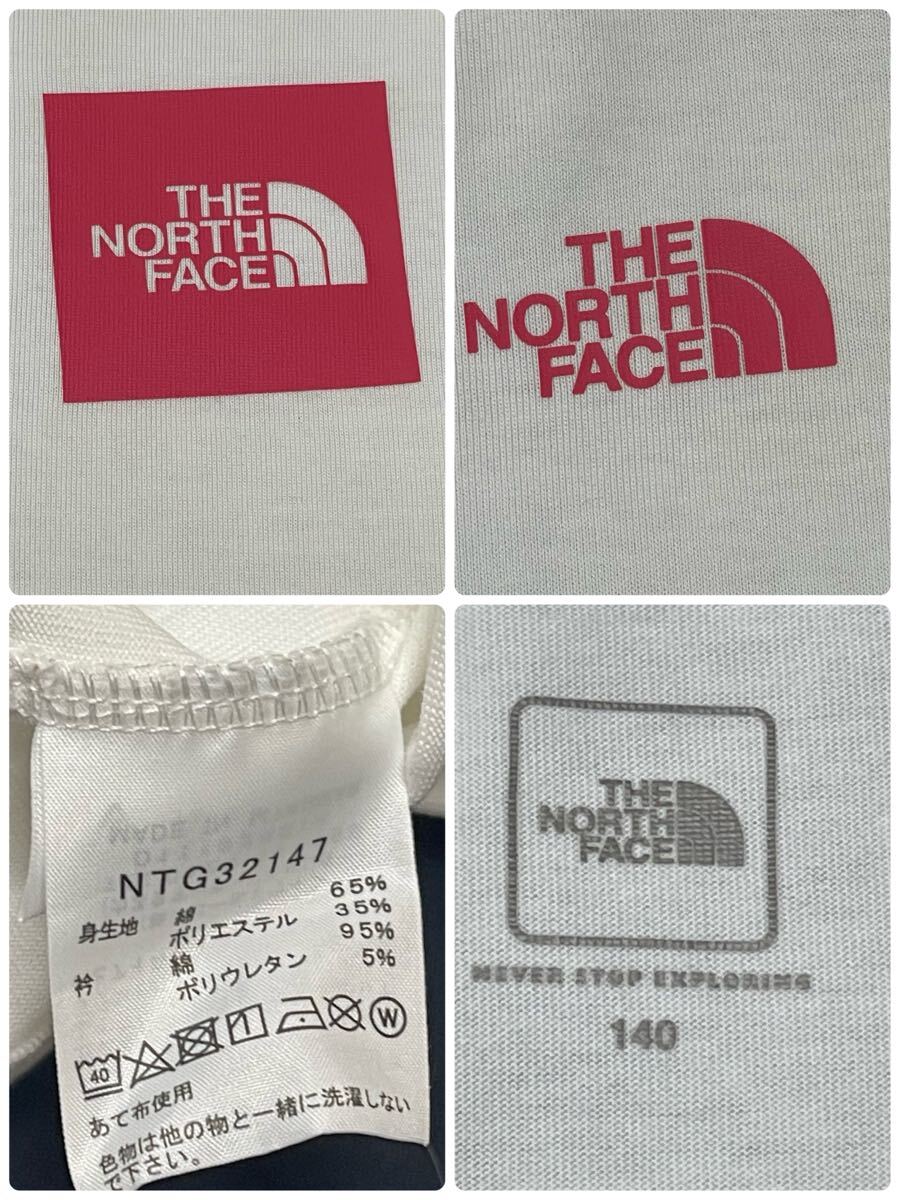 THE
NORTH
FACE
THE
NORTH
FACE
MADE IN
NTG32147
身生地 綿 65%
ポリエステル 35%
衿 綿 95%
ポリウレタン 5%
40
W
あて布使用
色物は他の物と一緒に洗濯しない
で下さい。
THE
NORTH
FACE
NEVER STOP EXPLORING
140